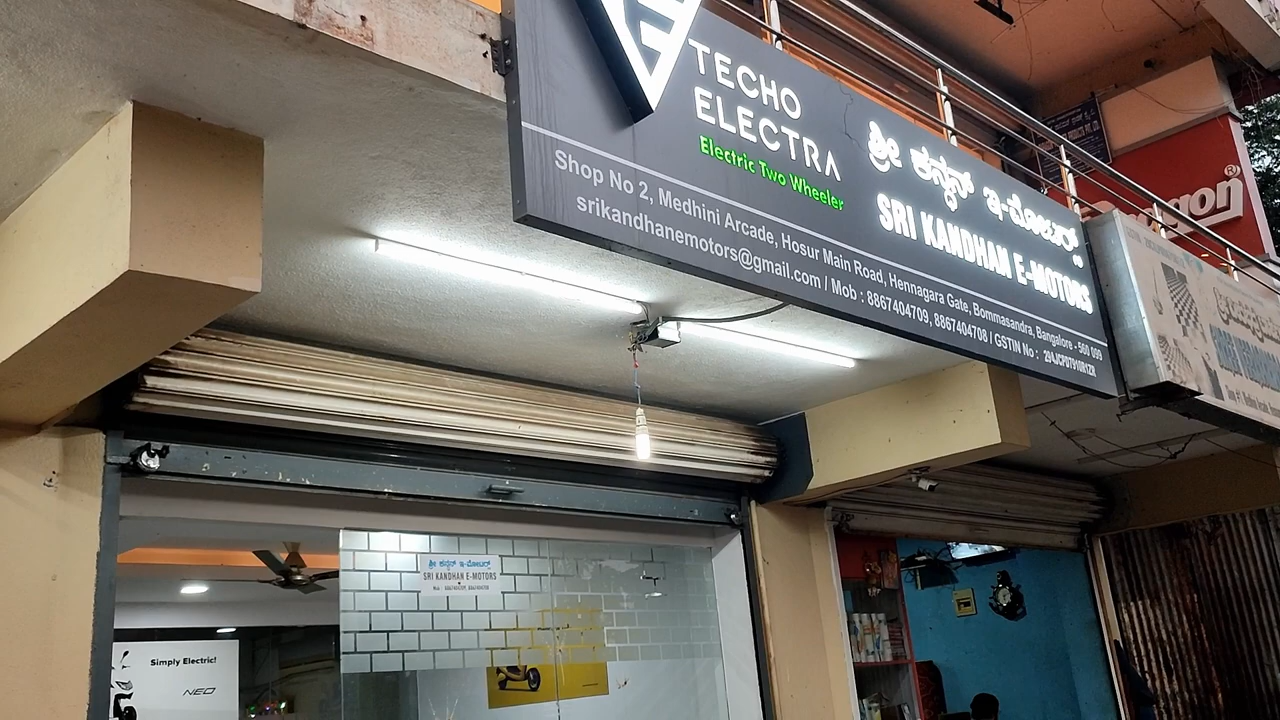 TECHO
ELECTRA
Electric Two Wheeler
ಶ್ರೀ ಕಂದನ್ ಇ-ಮೋಟರ್ಸ್
SRI KANDHAN E-MOTORS
Shop No 2, Medhini Arcade, Hosur Main Road, Hennagara Gate, Bommasandra, Bangalore - 560 099
srikandhanemotors@gmail.com / Mob : 8867404709, 8867404708 / GSTIN No :
SRI KANDHAN E-MOTORS
Simply Electric!
NEO